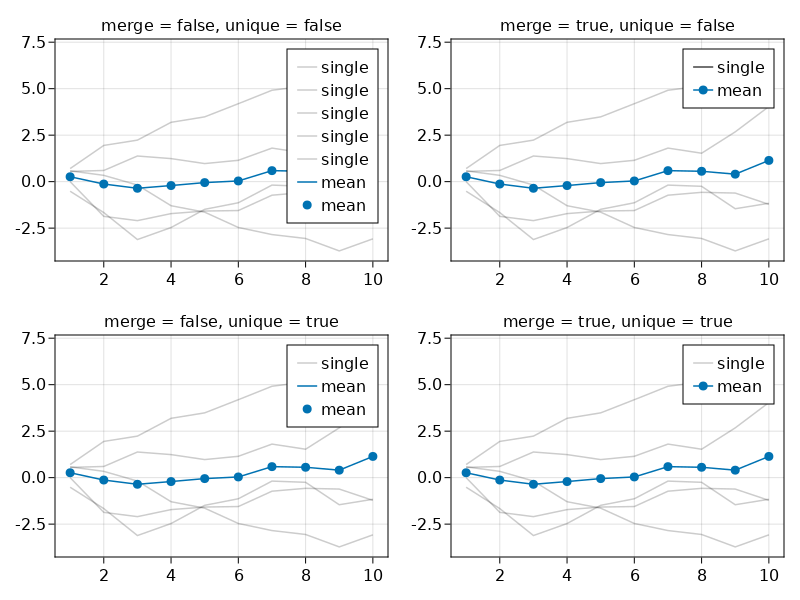 merge = false, unique = false
7.5
5.0
2.5
0.0
-2.5
2 4 6 8 10
single
single
single
single
single
mean
mean
merge = true, unique = false
7.5
5.0
2.5
0.0
-2.5
2 4 6 8 10
single
mean
merge = false, unique = true
7.5
5.0
2.5
0.0
-2.5
2 4 6 8 10
single
mean
mean
merge = true, unique = true
7.5
5.0
2.5
0.0
-2.5
2 4 6 8 10
single
mean